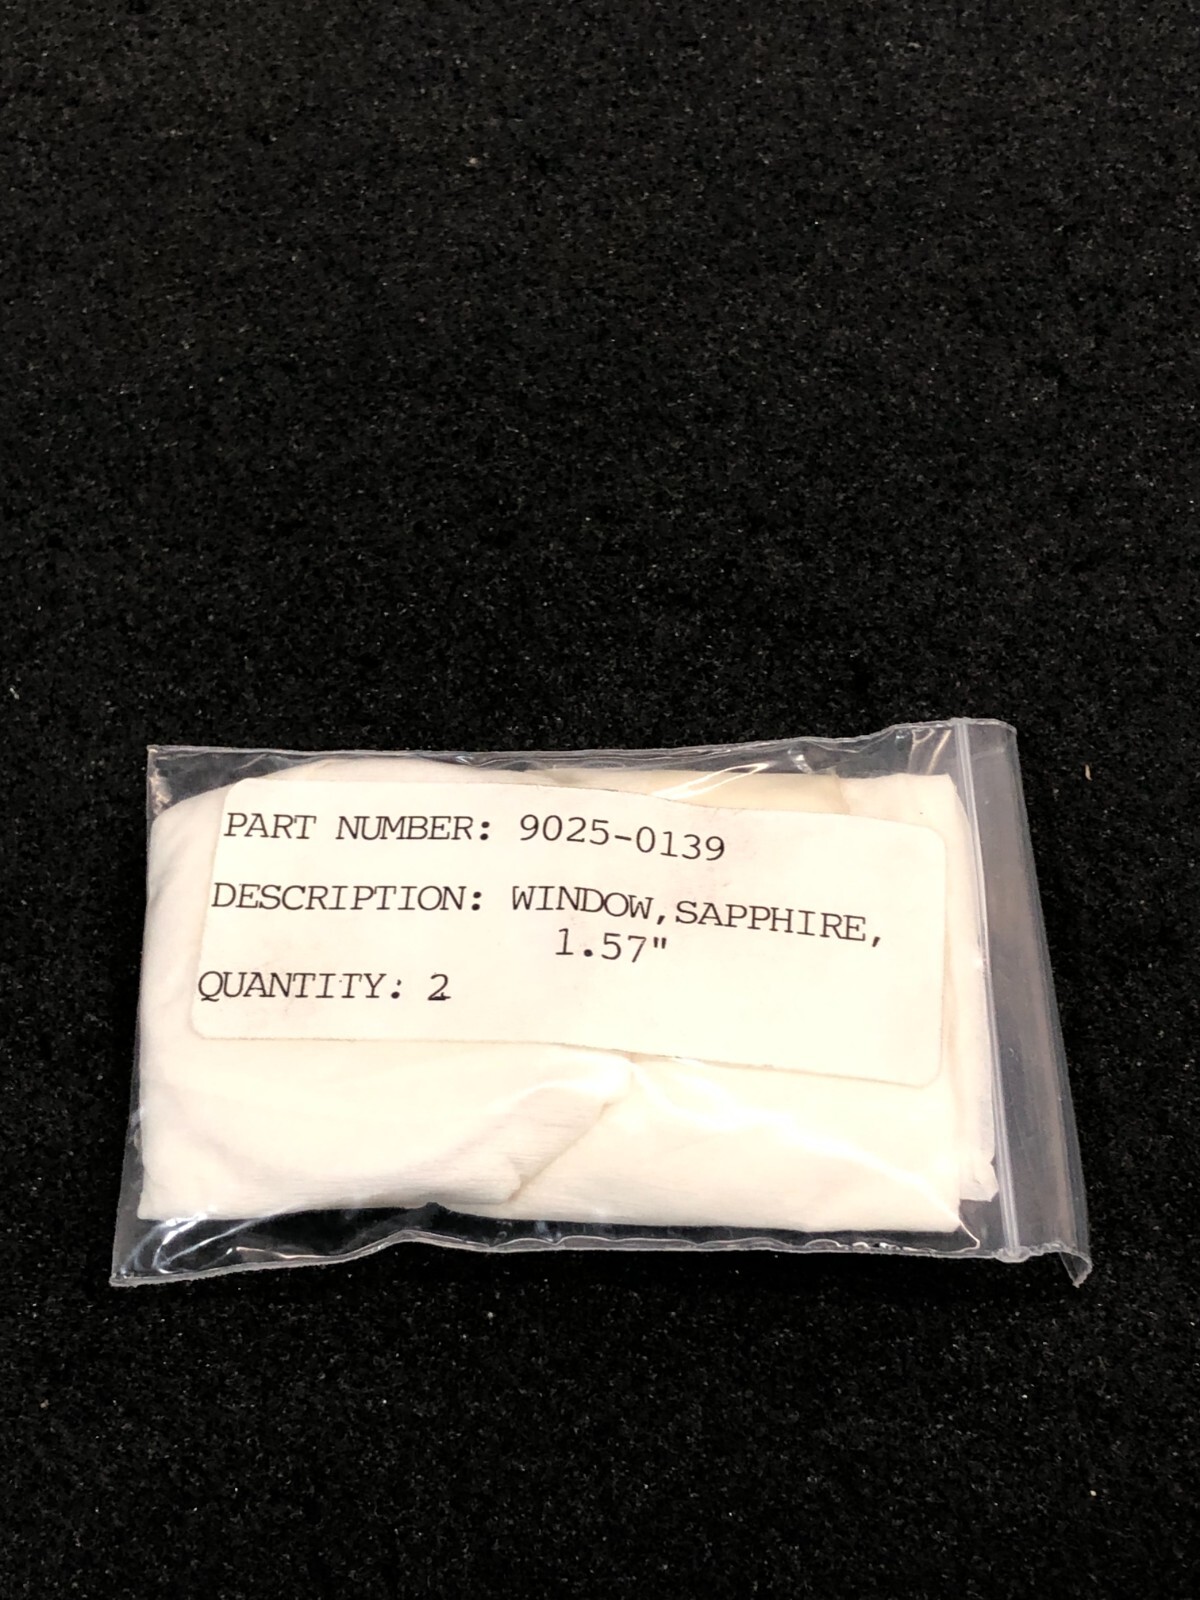 PART NUMBER: 9025-0139
DESCRIPTION: WINDOW,SAPPHIRE,
1.57"
QUANTITY: 2